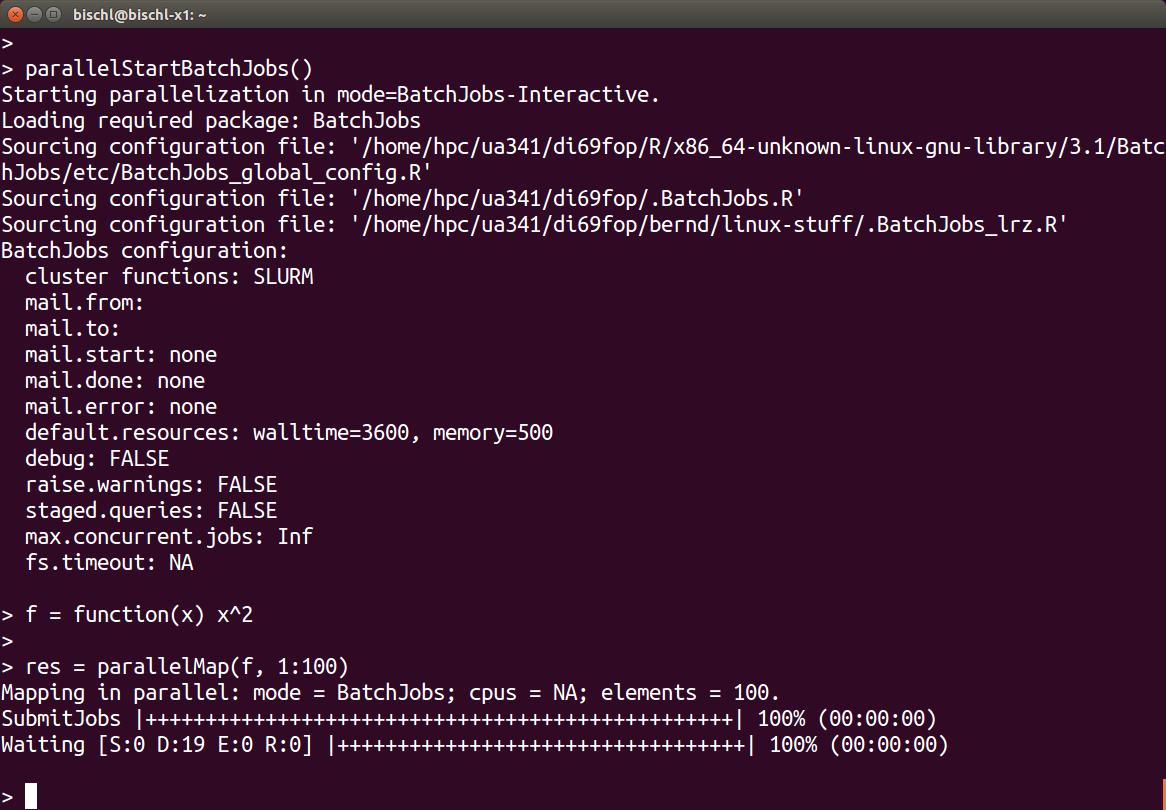 bischl@bischl-x1: ~
>
> parallelStartBatchJobs()
Starting parallelization in mode=BatchJobs-Interactive.
Loading required package: BatchJobs
Sourcing configuration file: '/home/hpc/ua341/di69fop/R/x86_64-unknown-linux-gnu-library/3.1/Batc
hJobs/etc/BatchJobs_global_config.R'
Sourcing configuration file: '/home/hpc/ua341/di69fop/.BatchJobs.R'
Sourcing configuration file: '/home/hpc/ua341/di69fop/bernd/linux-stuff/.BatchJobs_lrz.R'
BatchJobs configuration:
  cluster functions: SLURM
  mail.from:
  mail.to:
  mail.start: none
  mail.done: none
  mail.error: none
  default.resources: walltime=3600, memory=500
  debug: FALSE
  raise.warnings: FALSE
  staged.queries: FALSE
  max.concurrent.jobs: Inf
  fs.timeout: NA

> f = function(x) x^2
>
> res = parallelMap(f, 1:100)
Mapping in parallel: mode = BatchJobs; cpus = NA; elements = 100.
SubmitJobs |+++++++++++++++++++++++++++++++++++++++++++++++++| 100% (00:00:00)
Waiting [S:0 D:19 E:0 R:0] |++++++++++++++++++++++++++++++++++| 100% (00:00:00)

>